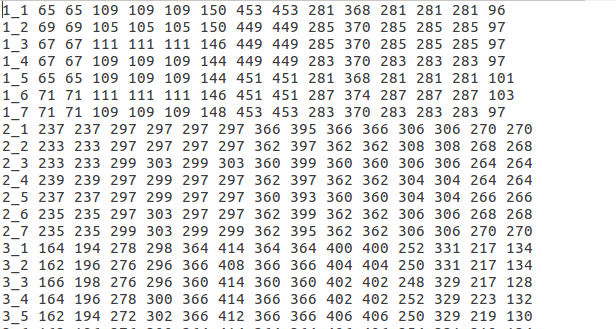 1_1 65 65 109 109 109 150 453 453 281 368 281 281 281 96
1_2 69 69 105 105 105 150 449 449 285 370 285 285 285 97
1_3 67 67 111 111 111 146 449 449 285 370 285 285 285 97
1_4 67 67 109 109 109 144 449 449 283 370 283 283 283 97
1_5 65 65 109 109 109 144 451 451 281 368 281 281 281 101
1_6 71 71 111 111 111 146 451 451 287 374 287 287 287 103
1_7 71 71 109 109 109 148 453 453 283 370 283 283 283 97
2_1 237 237 297 297 297 297 366 395 366 366 306 306 270 270
2_2 233 233 297 297 297 297 362 397 362 362 308 308 268 268
2_3 233 233 299 303 299 303 360 399 360 360 306 306 264 264
2_4 239 239 297 299 297 297 362 397 362 362 304 304 264 264
2_5 237 237 297 299 297 297 360 393 360 360 304 304 266 266
2_6 235 235 297 303 297 297 362 399 362 362 306 306 268 268
2_7 235 235 299 303 299 299 362 395 362 362 306 306 270 270
3_1 164 194 278 298 364 414 364 364 400 400 252 331 217 134
3_2 162 196 276 296 366 408 366 366 404 404 250 331 217 134
3_3 166 198 276 296 360 414 360 360 402 402 248 329 217 128
3_4 164 196 278 300 366 414 366 366 402 402 252 329 223 132
3_5 162 194 272 302 366 412 366 366 406 406 250 329 219 130